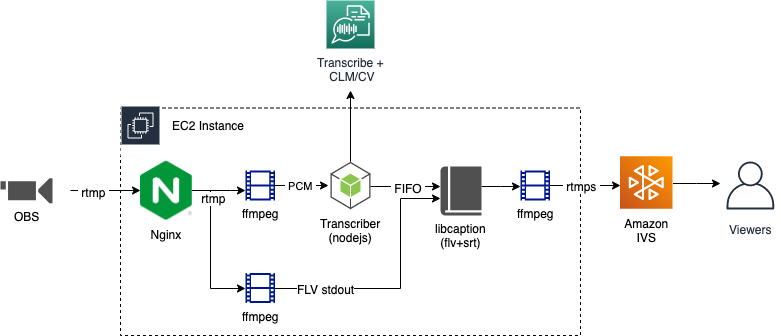 Transcribe +
CLM/CV
EC2 Instance
OBS
rtmp
N
Nginx
rtmp
ffmpeg
PCM
Transcriber
(nodejs)
FIFO
libcaption
(flv+srt)
ffmpeg
rtmps
Amazon
IVS
Viewers
ffmpeg
FLV stdout